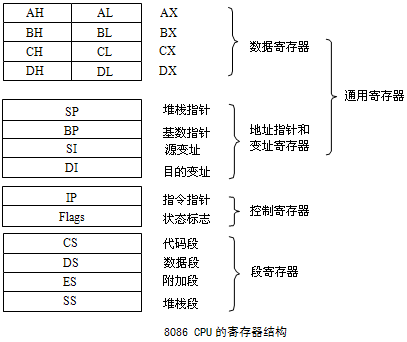 AH AL AX
BH BL BX
CH CL CX
DH DL DX
数据寄存器
通用寄存器
SP 堆栈指针
BP 基数指针
SI 源变址
DI 目的变址
地址指针和
变址寄存器
IP 指令指针
Flags 状态标志
控制寄存器
CS 代码段
DS 数据段
ES 附加段
SS 堆栈段
段寄存器
8086 CPU 的寄存器结构